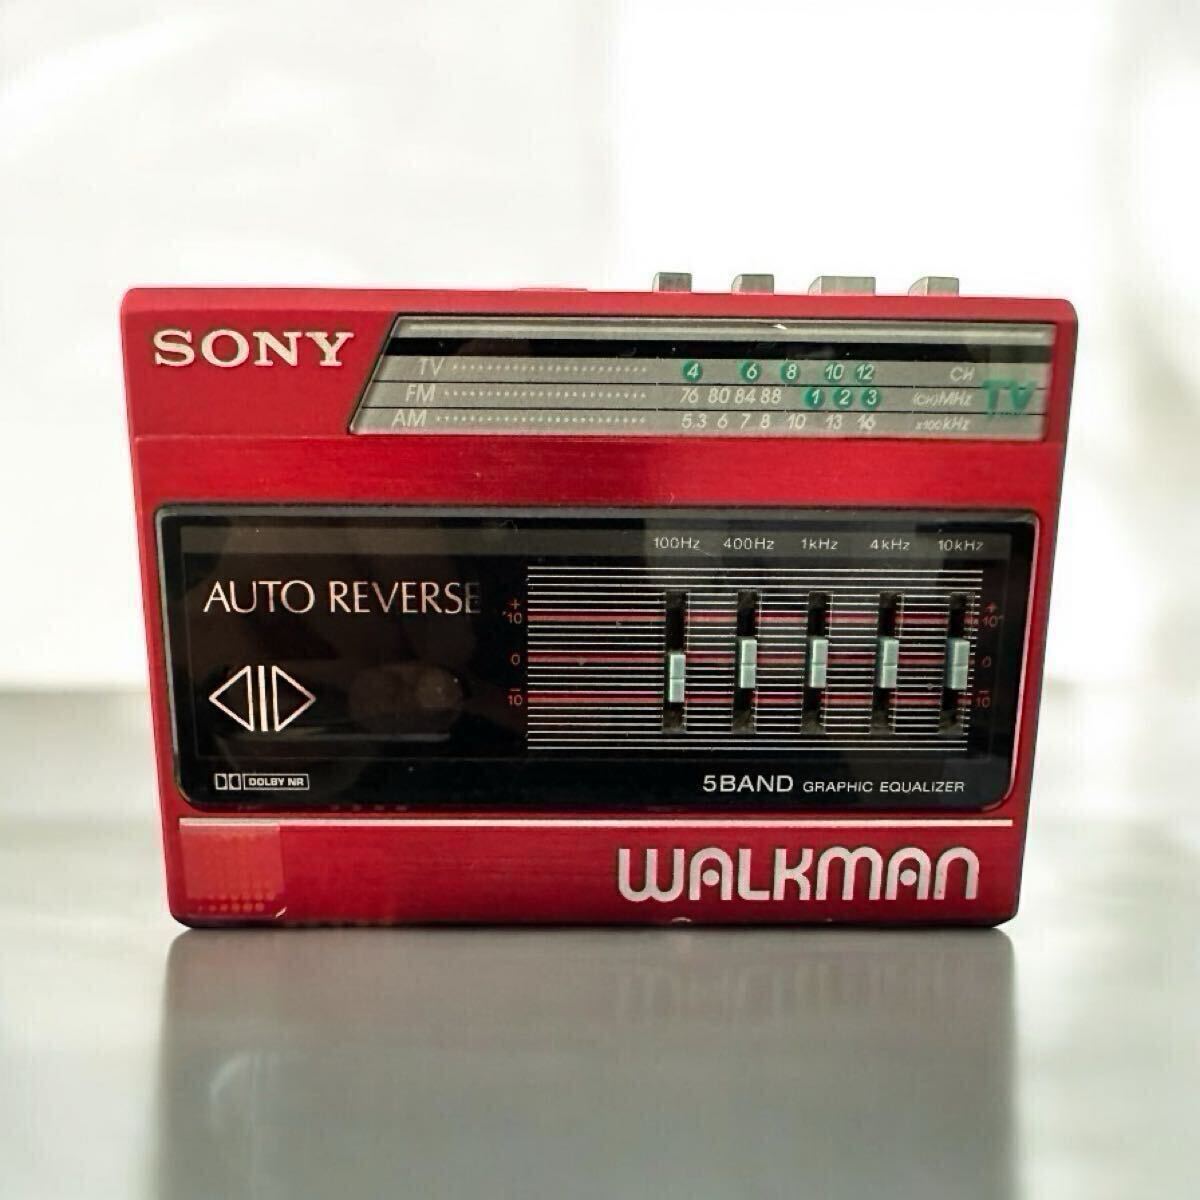 SONY
TV 4 6 8 10 12 CH
FM 76 80 84 88 1 2 3 (CH)MHz TV
AM 5.3 6 7 8 10 13 16 x100kHz
100Hz 400Hz 1kHz 4kHz 10kHz
AUTO REVERSE
+ 10 + 10
0 0
- 10 - 10
DOLBY NR
5BAND GRAPHIC EQUALIZER
WALKMAN